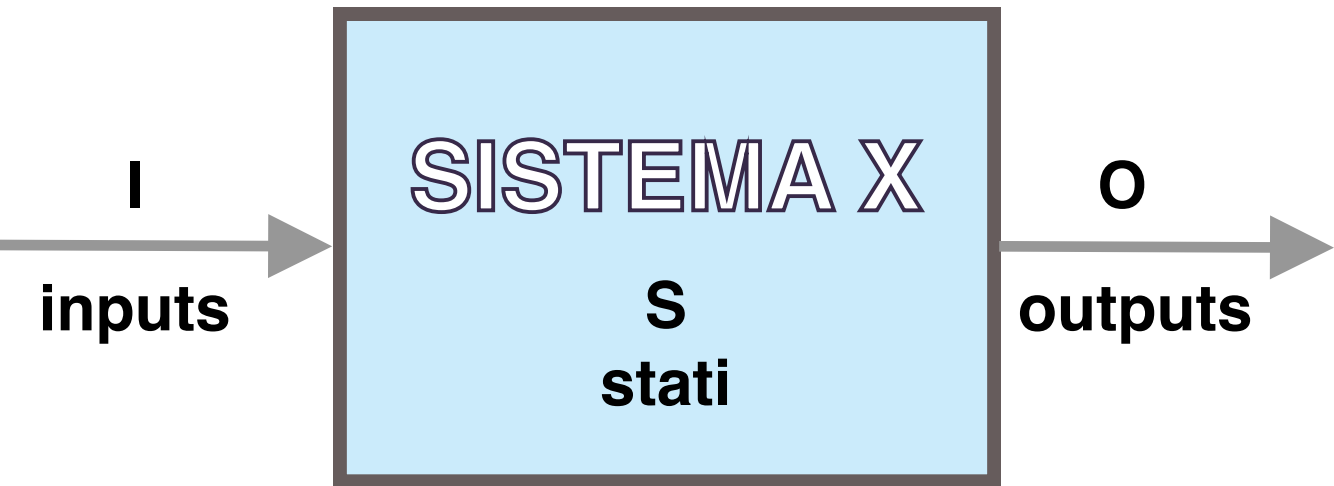 I
inputs
SISTEMA X
S
stati
O
outputs